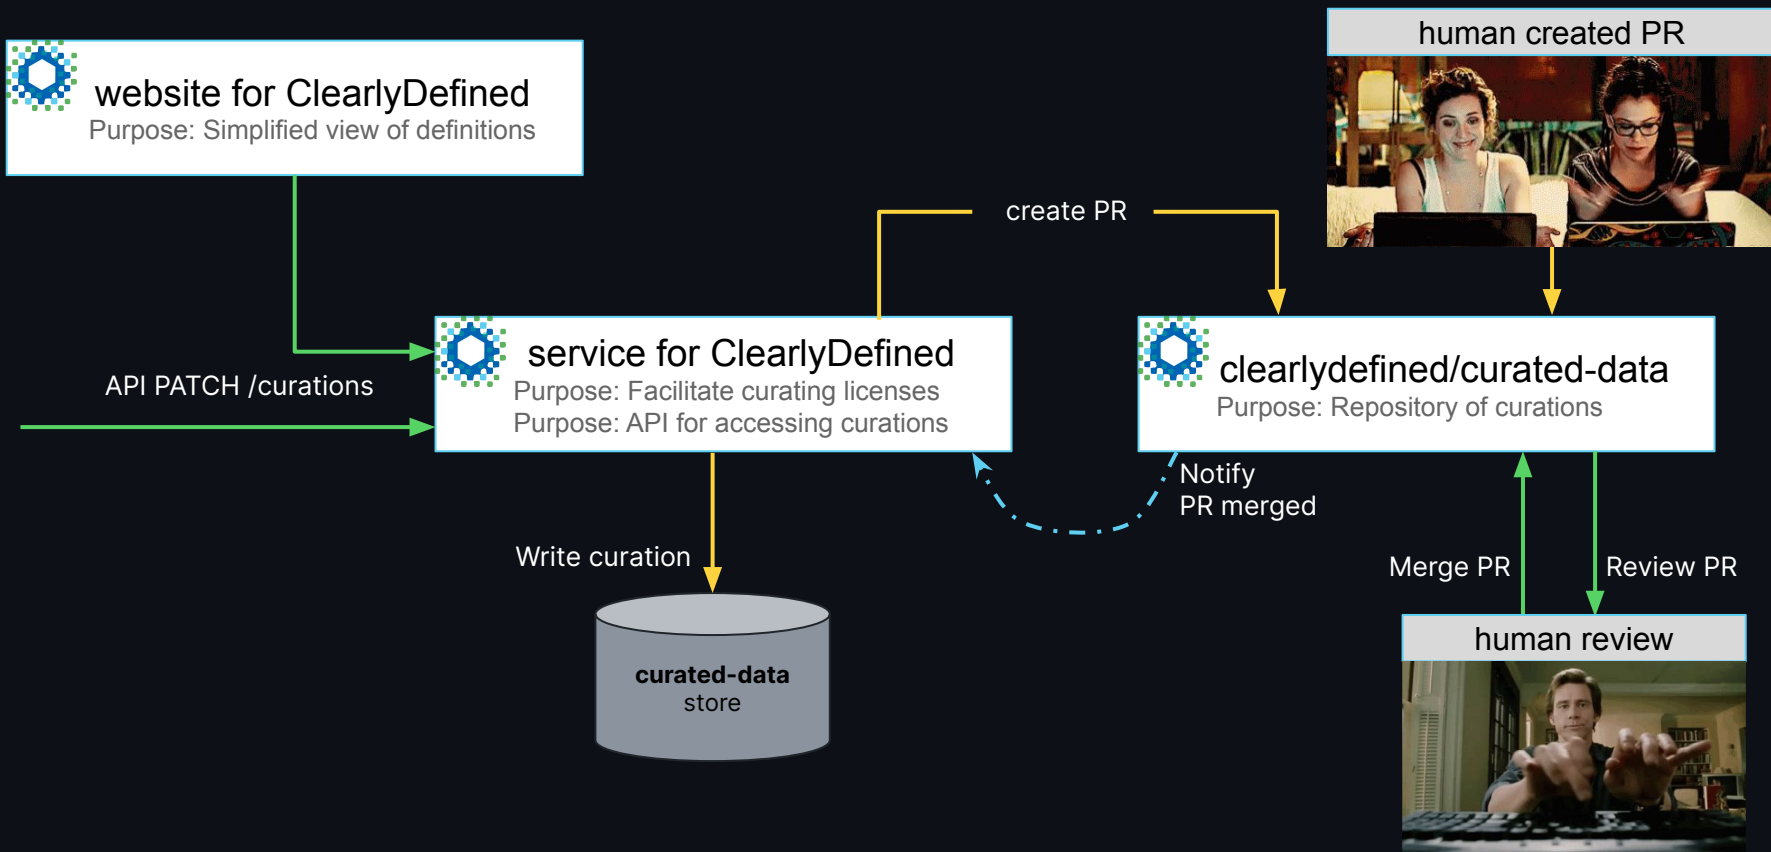 human created PR
website for ClearlyDefined
Purpose: Simplified view of definitions
create PR
service for ClearlyDefined
Purpose: Facilitate curating licenses
Purpose: API for accessing curations
clearlydefined/curated-data
Purpose: Repository of curations
API PATCH /curations
Notify
PR merged
Write curation
Merge PR
Review PR
human review
curated-data
store